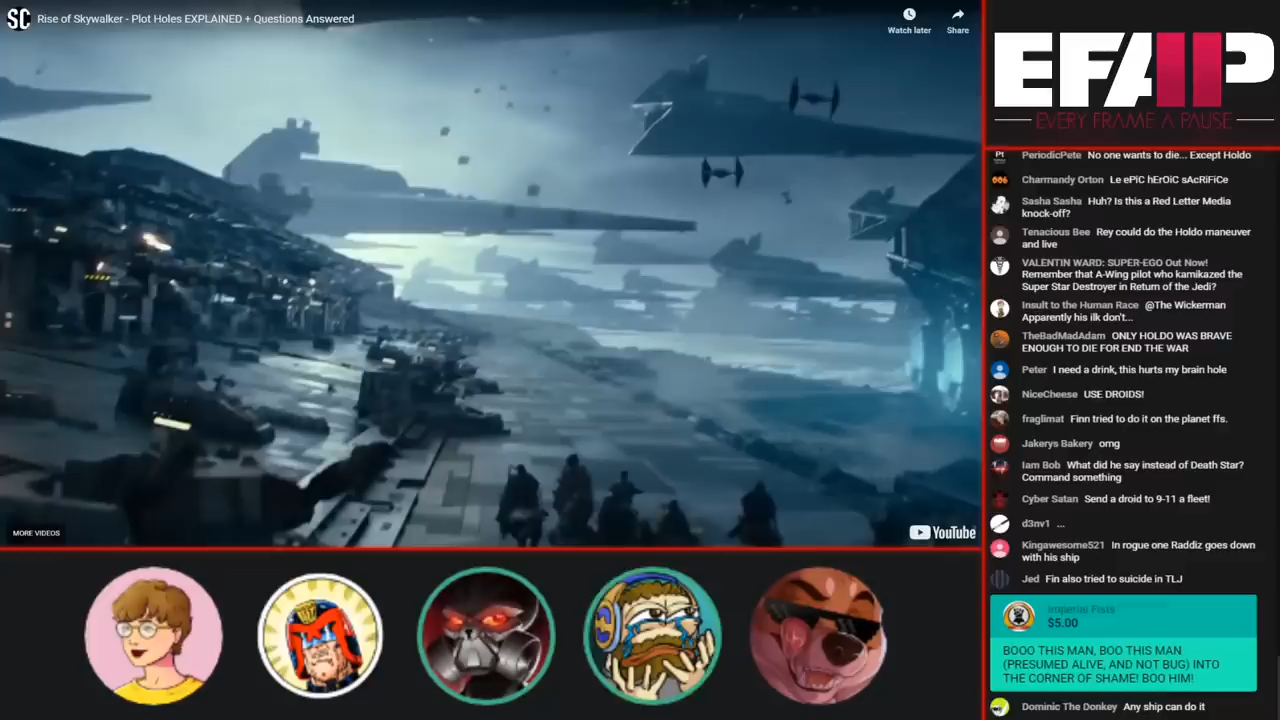 SC Rise of Skywalker - Plot Holes EXPLAINED + Questions Answered
Watch later
Share
MORE VIDEOS
YouTube
EFAP
EVERY FRAME A PAUSE
PeriodicPete No one wants to die... Except Holdo
Charmandy Orton Le ePiC hErOiC sAcRiFiCe
Sasha Sasha Huh? Is this a Red Letter Media
knock-off?
Tenacious Bee Rey could do the Holdo maneuver
and live
VALENTIN WARD: SUPER-EGO Out Now!
Remember that A-Wing pilot who kamikazed the
Super Star Destroyer in Return of the Jedi?
Insult to the Human Race @The Wickerman
Apparently his ilk don't...
TheBadMadAdam ONLY HOLDO WAS BRAVE
ENOUGH TO DIE FOR END THE WAR
Peter I need a drink, this hurts my brain hole
NiceCheese USE DROIDS!
fraglimat Finn tried to do it on the planet ffs.
Jakerys Bakery omg
Iam Bob What did he say instead of Death Star?
Command something
Cyber Satan Send a droid to 9-11 a fleet!
d3nv1 ...
Kingawesome521 In rogue one Raddiz goes down
with his ship
Jed Fin also tried to suicide in TLJ
Imperial Fists
$5.00
BOOO THIS MAN, BOO THIS MAN
(PRESUMED ALIVE, AND NOT BUG) INTO
THE CORNER OF SHAME! BOO HIM!
Dominic The Donkey Any ship can do it